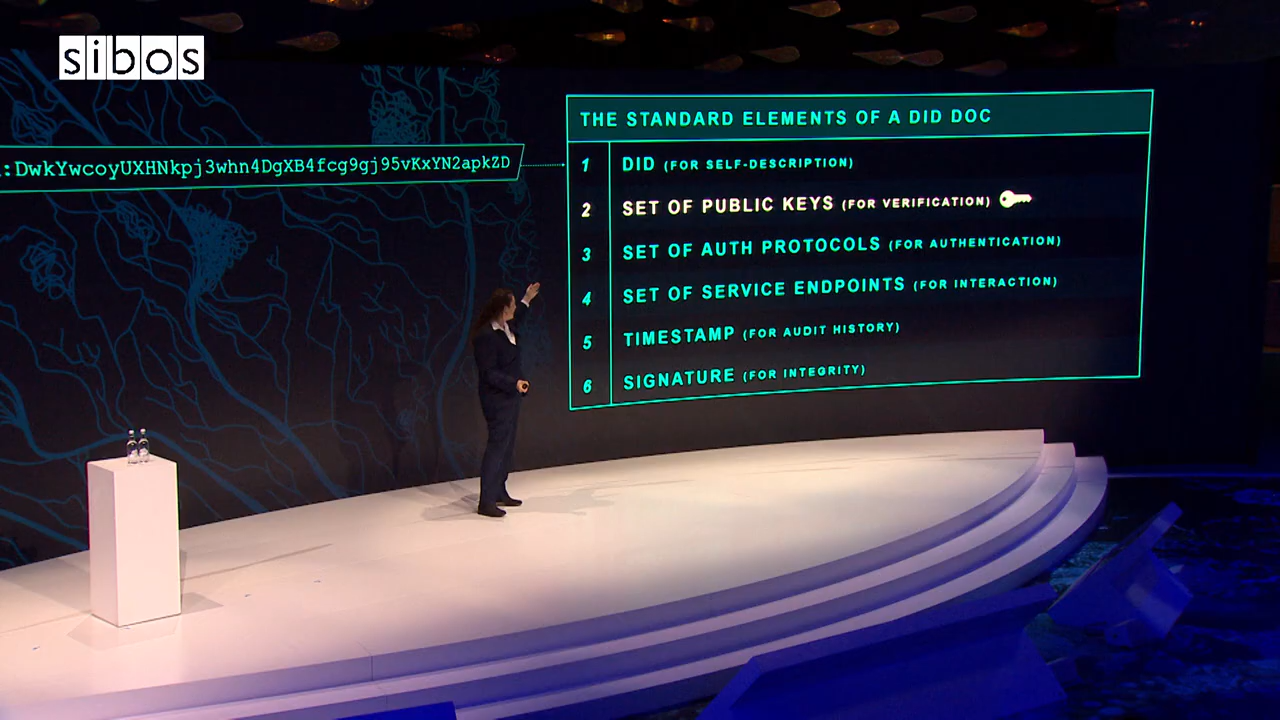 sibos
THE STANDARD ELEMENTS OF A DID DOC
:DwkYwcoyUXHNkpj3whn4DgXB4fcg9gj95vKxYN2apkZD
1 DID (FOR SELF-DESCRIPTION)
2 SET OF PUBLIC KEYS (FOR VERIFICATION)
3 SET OF AUTH PROTOCOLS (FOR AUTHENTICATION)
4 SET OF SERVICE ENDPOINTS (FOR INTERACTION)
5 TIMESTAMP (FOR AUDIT HISTORY)
6 SIGNATURE (FOR INTEGRITY)